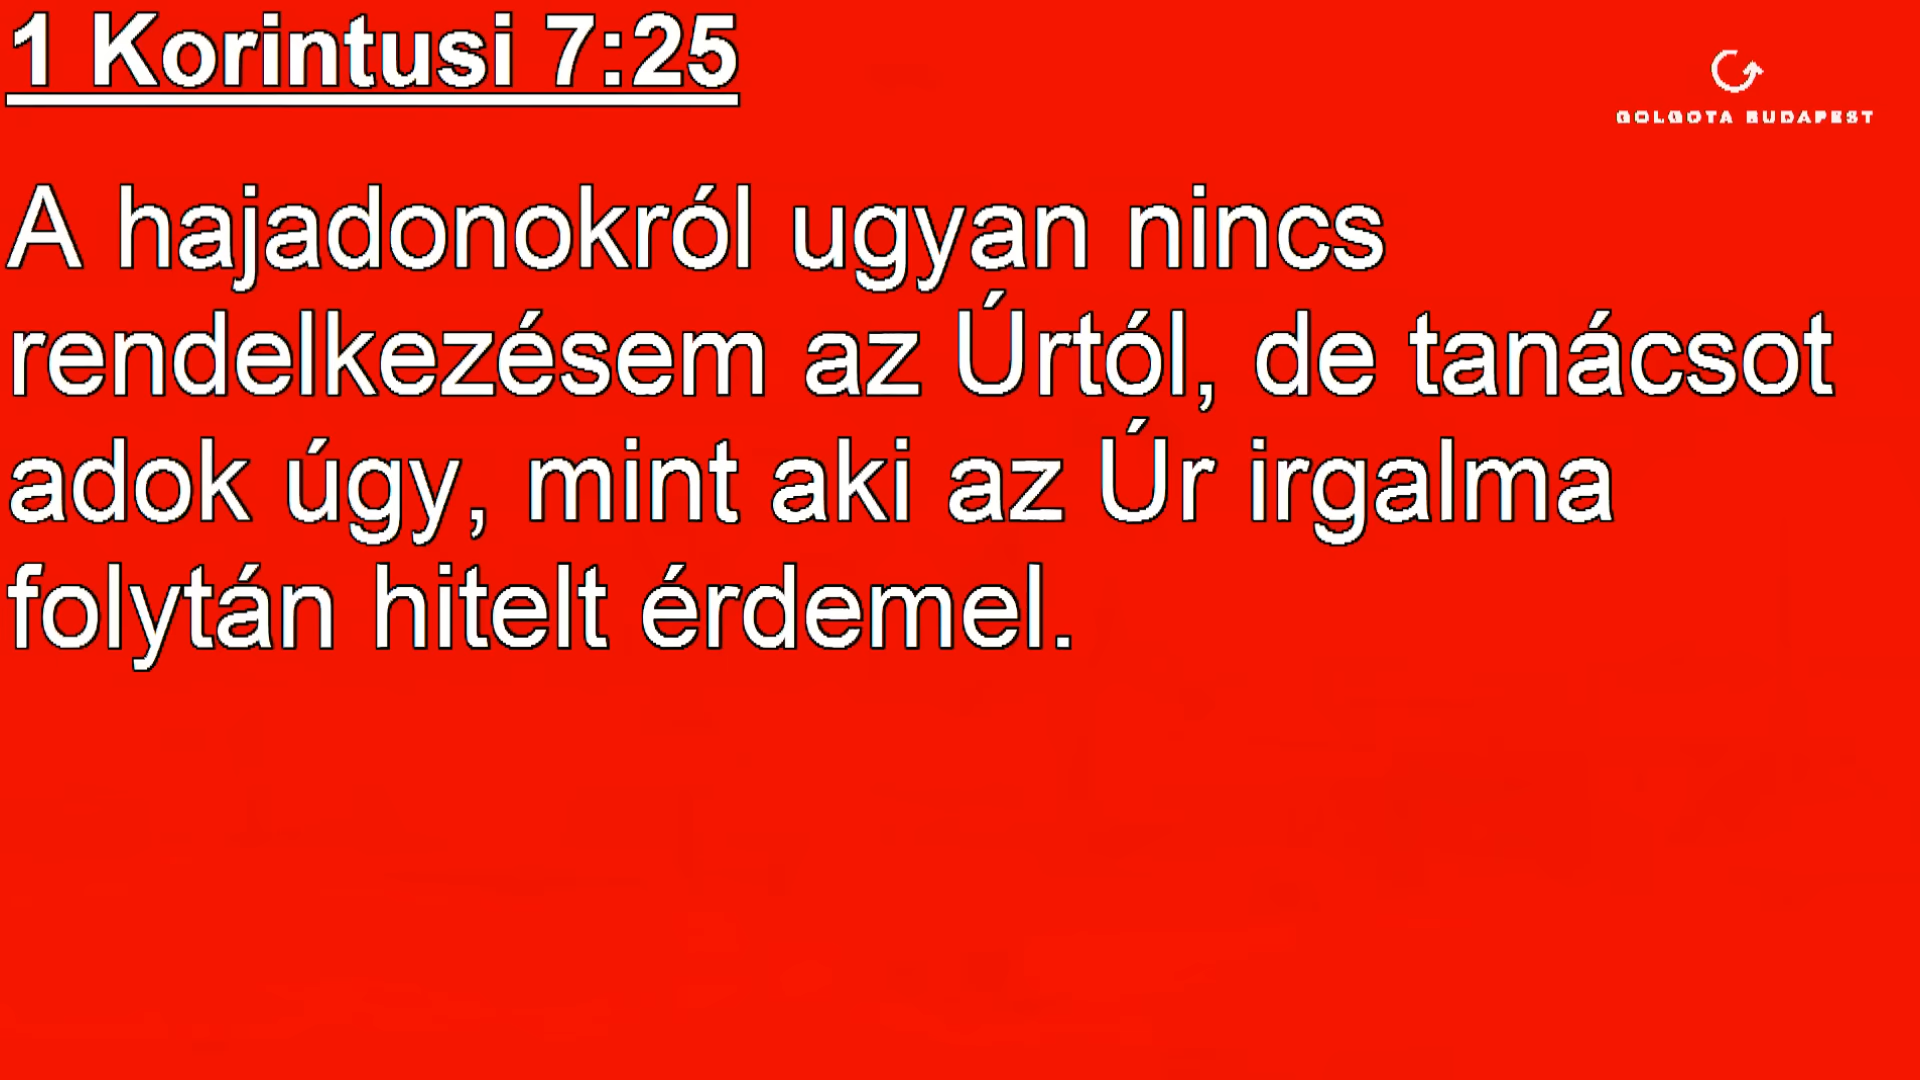 1 Korintusi 7:25
GOLGOTA BUDAPEST
A hajadonokról ugyan nincs
rendelkezésem az Úrtól, de tanácsot
adok úgy, mint aki az Úr irgalma
folytán hitelt érdemel.